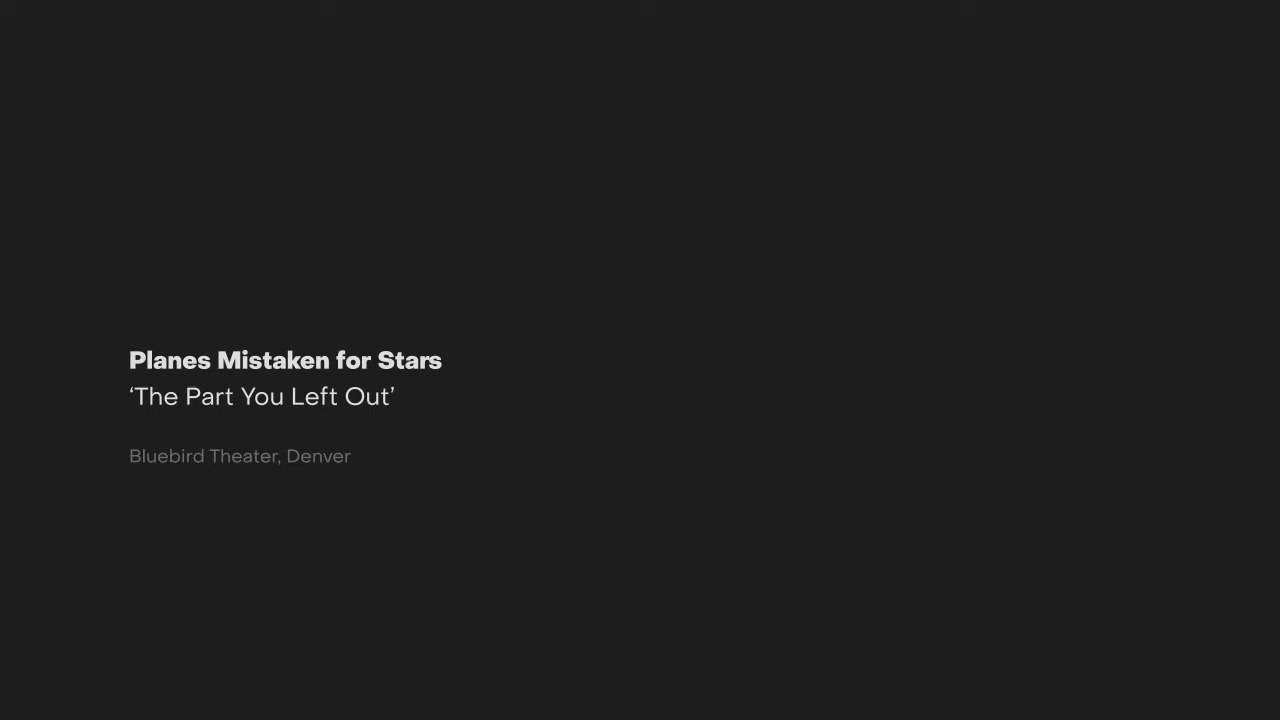 Planes Mistaken for Stars
‘The Part You Left Out’
Bluebird Theater, Denver